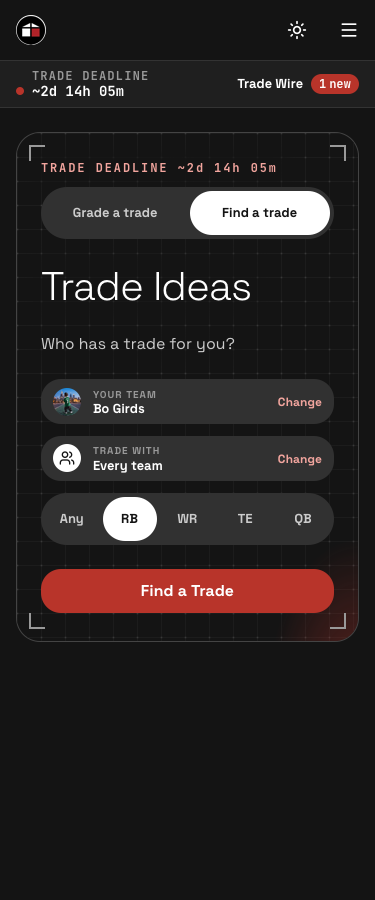 TRADE DEADLINE
~2d 14h 05m
Trade Wire
1 new
TRADE DEADLINE ~2d 14h 05m
Grade a trade
Find a trade
Trade Ideas
Who has a trade for you?
YOUR TEAM
Bo Girds
Change
TRADE WITH
Every team
Change
Any
RB
WR
TE
QB
Find a Trade